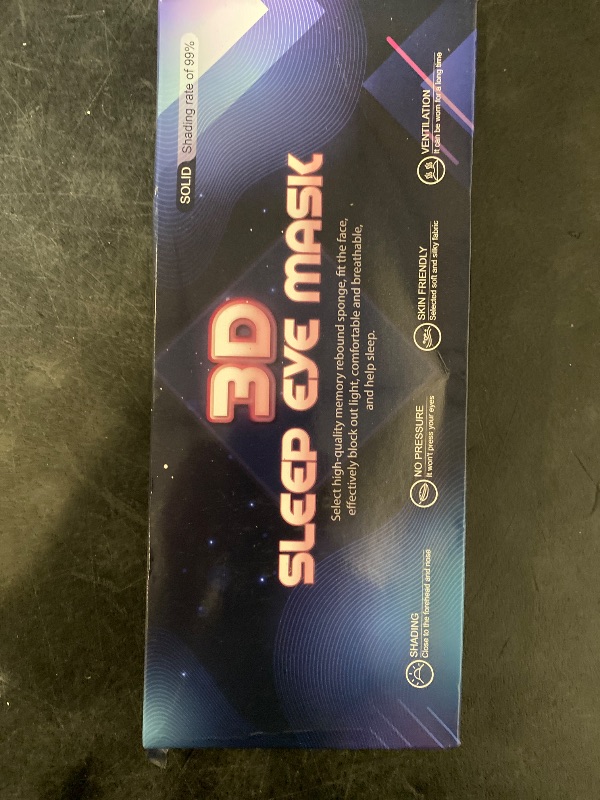 SOLID Shading rate of 99%
3D
SLEEP EYE MASK
Select high-quality memory rebound sponge, fit the face,
effectively block out light, comfortable and breathable,
and help sleep.
SHADING
Close to the forehead and nose
NO PRESSURE
It won't press your eyes
SKIN FRIENDLY
Selected soft and silky fabric
VENTILATION
It can be worn for a long time